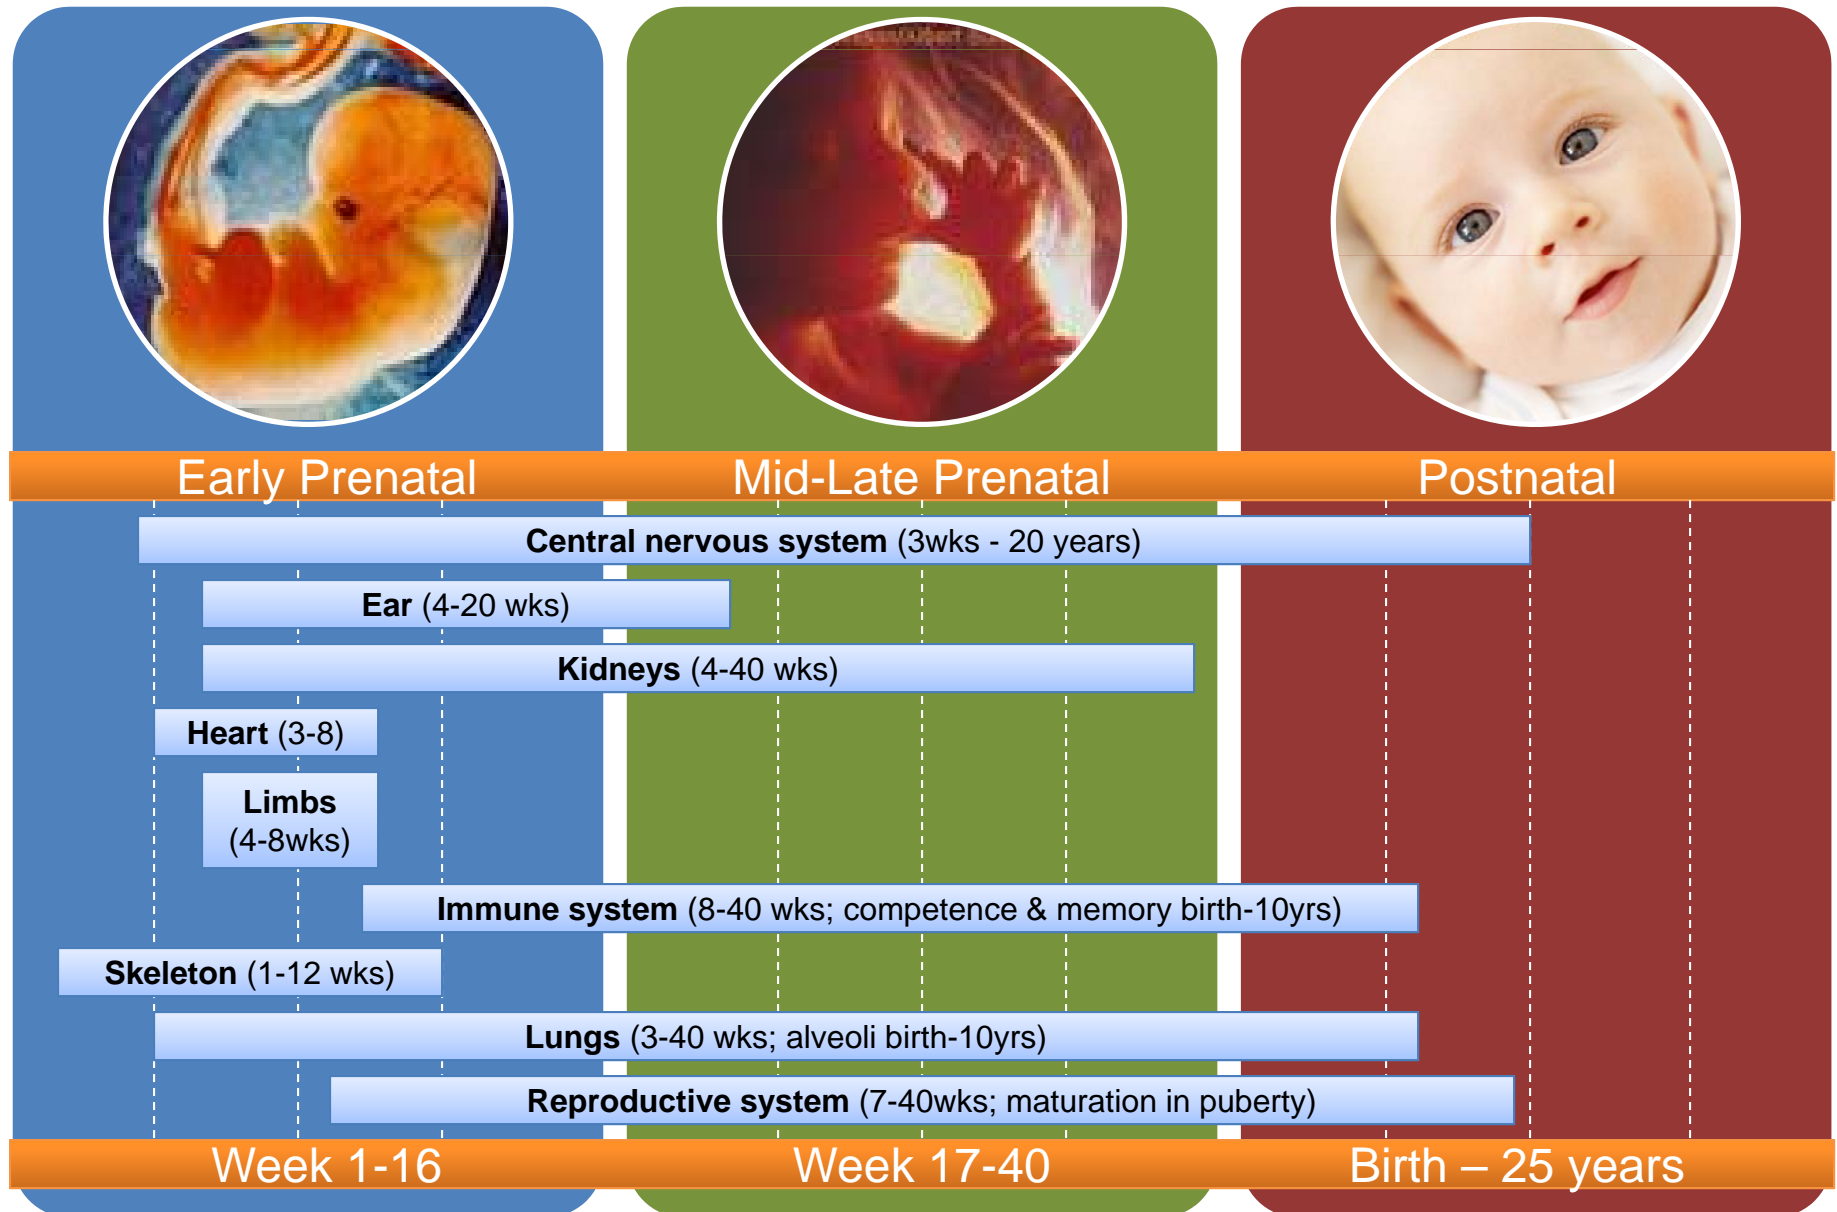 Early Prenatal
Mid-Late Prenatal
Postnatal
Central nervous system (3wks - 20 years)
Ear (4-20 wks)
Kidneys (4-40 wks)
Heart (3-8)
Limbs
(4-8wks)
Immune system (8-40 wks; competence & memory birth-10yrs)
Skeleton (1-12 wks)
Lungs (3-40 wks; alveoli birth-10yrs)
Reproductive system (7-40wks; maturation in puberty)
Week 1-16
Week 17-40
Birth – 25 years